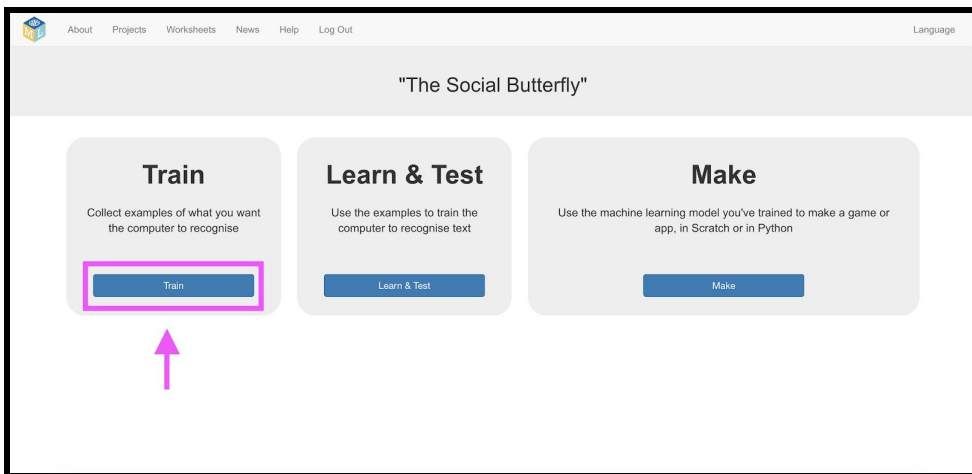 About Projects Worksheets News Help Log Out Language
"The Social Butterfly"
Train
Collect examples of what you want
the computer to recognise
Train
Learn & Test
Use the examples to train the
computer to recognise text
Learn & Test
Make
Use the machine learning model you've trained to make a game or
app, in Scratch or in Python
Make